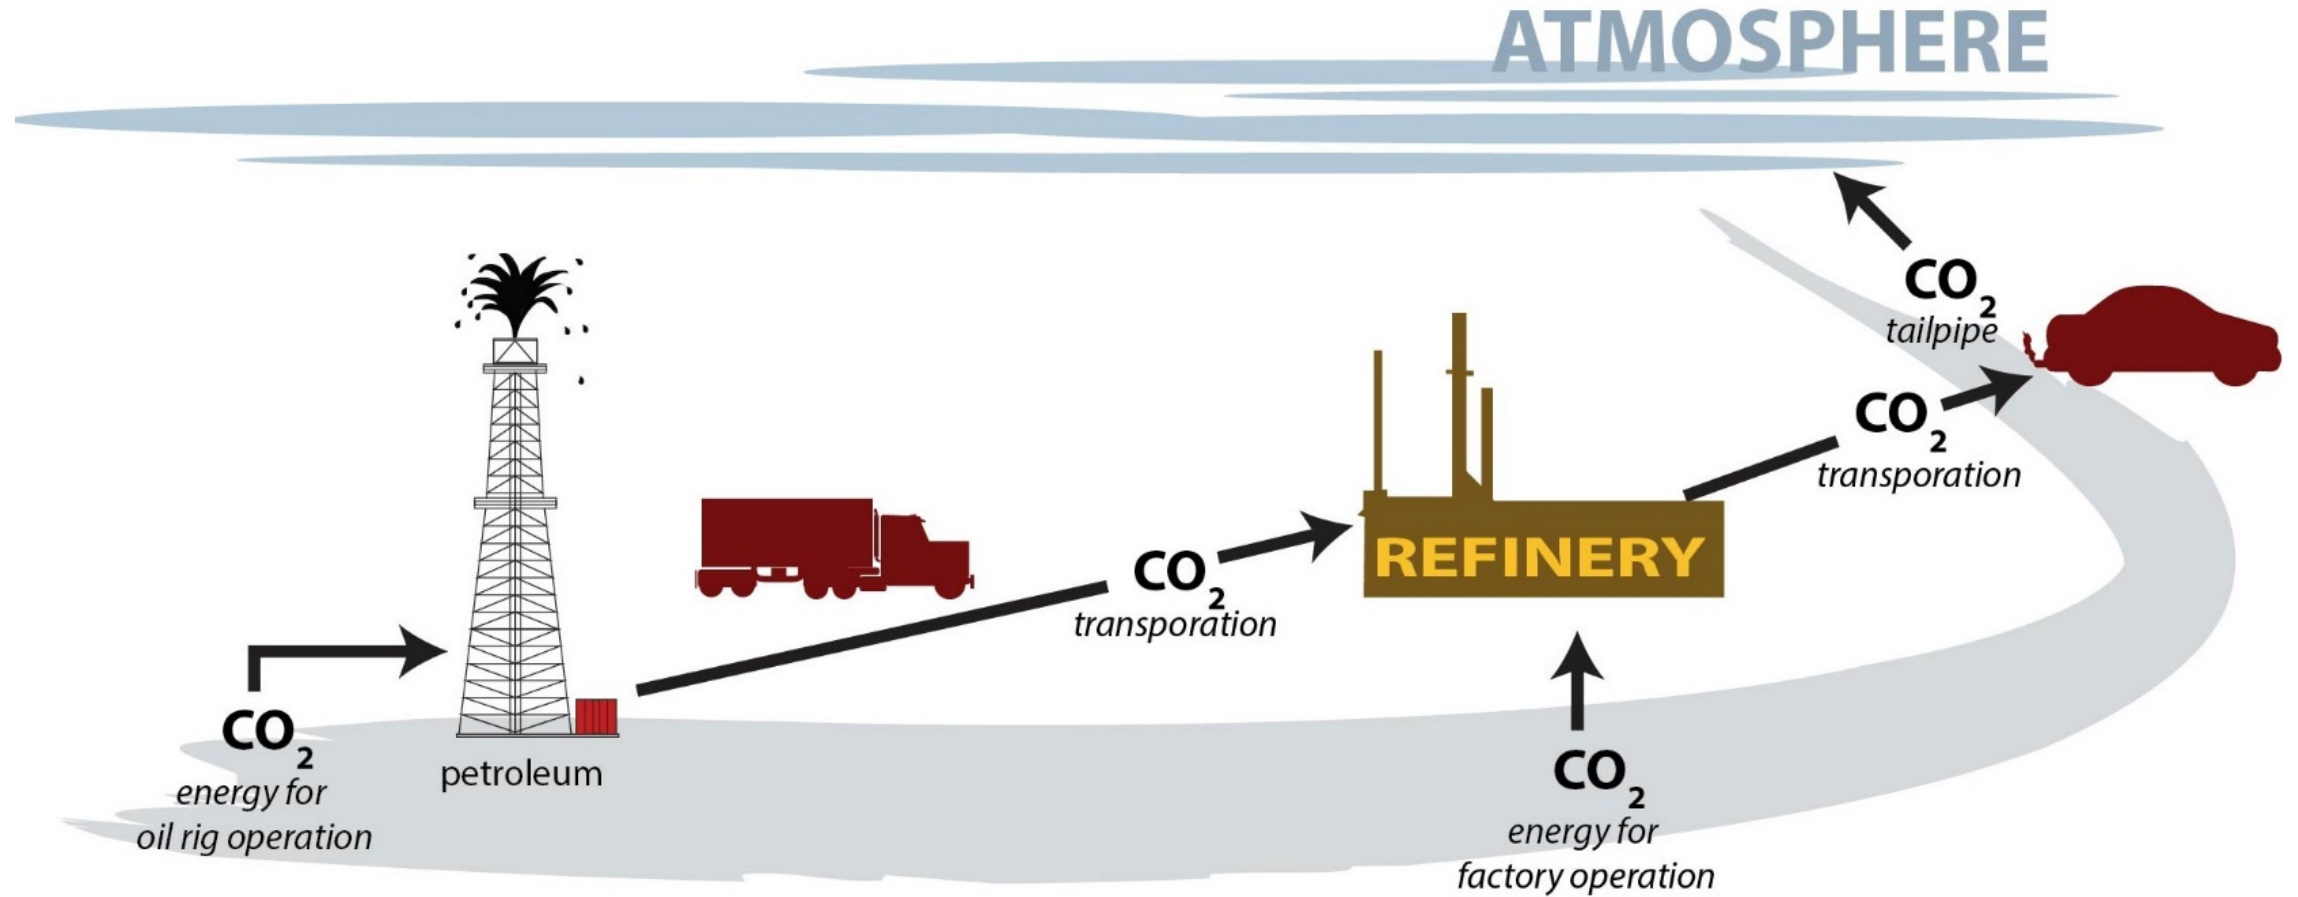 ATMOSPHERE
CO2
tailpipe
CO2
transporation
REFINERY
CO2
transporation
CO2
energy for
oil rig operation
petroleum
CO2
energy for
factory operation